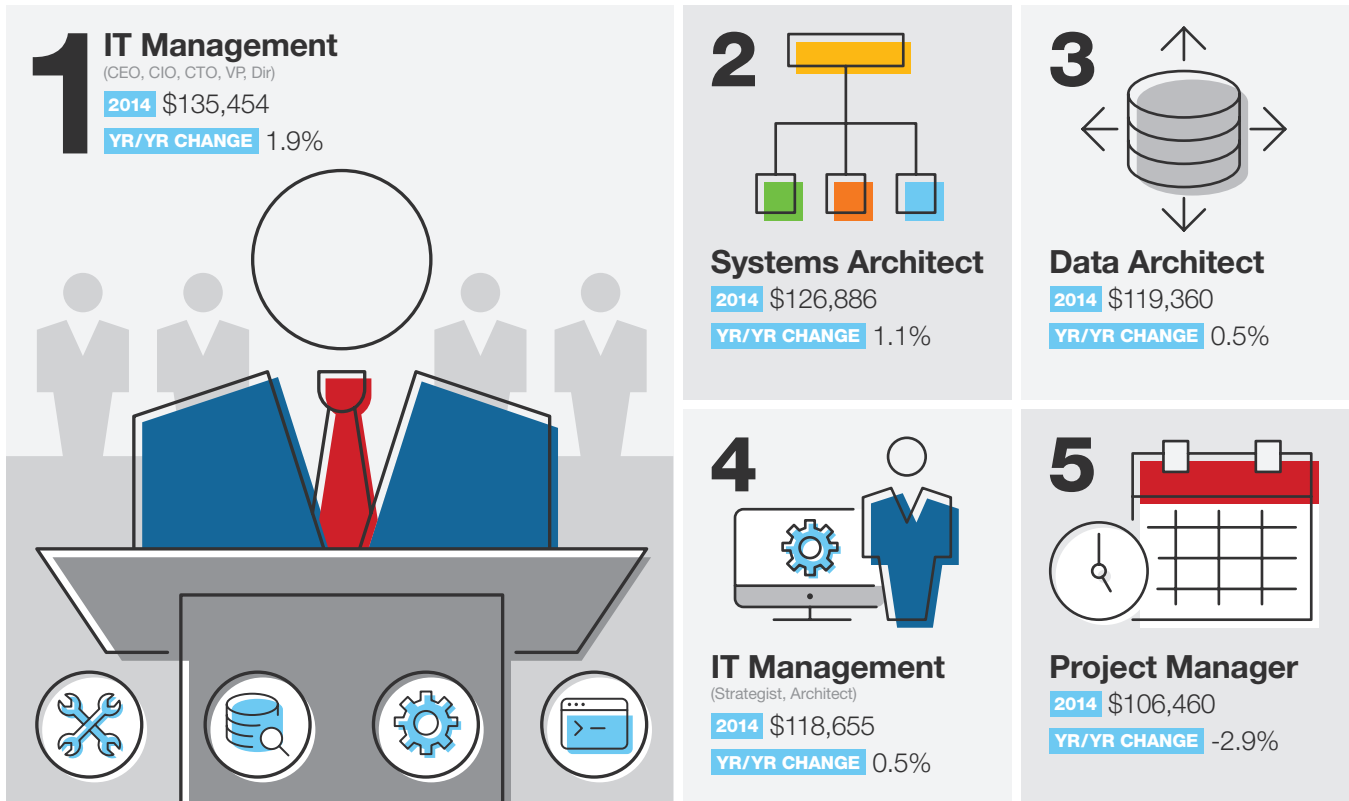 1
IT Management
(CEO, CIO, CTO, VP, Dir)
2014 $135,454
YR/YR CHANGE 1.9%
2
Systems Architect
2014 $126,886
YR/YR CHANGE 1.1%
3
Data Architect
2014 $119,360
YR/YR CHANGE 0.5%
4
IT Management
(Strategist, Architect)
2014 $118,655
YR/YR CHANGE 0.5%
5
Project Manager
2014 $106,460
YR/YR CHANGE -2.9%